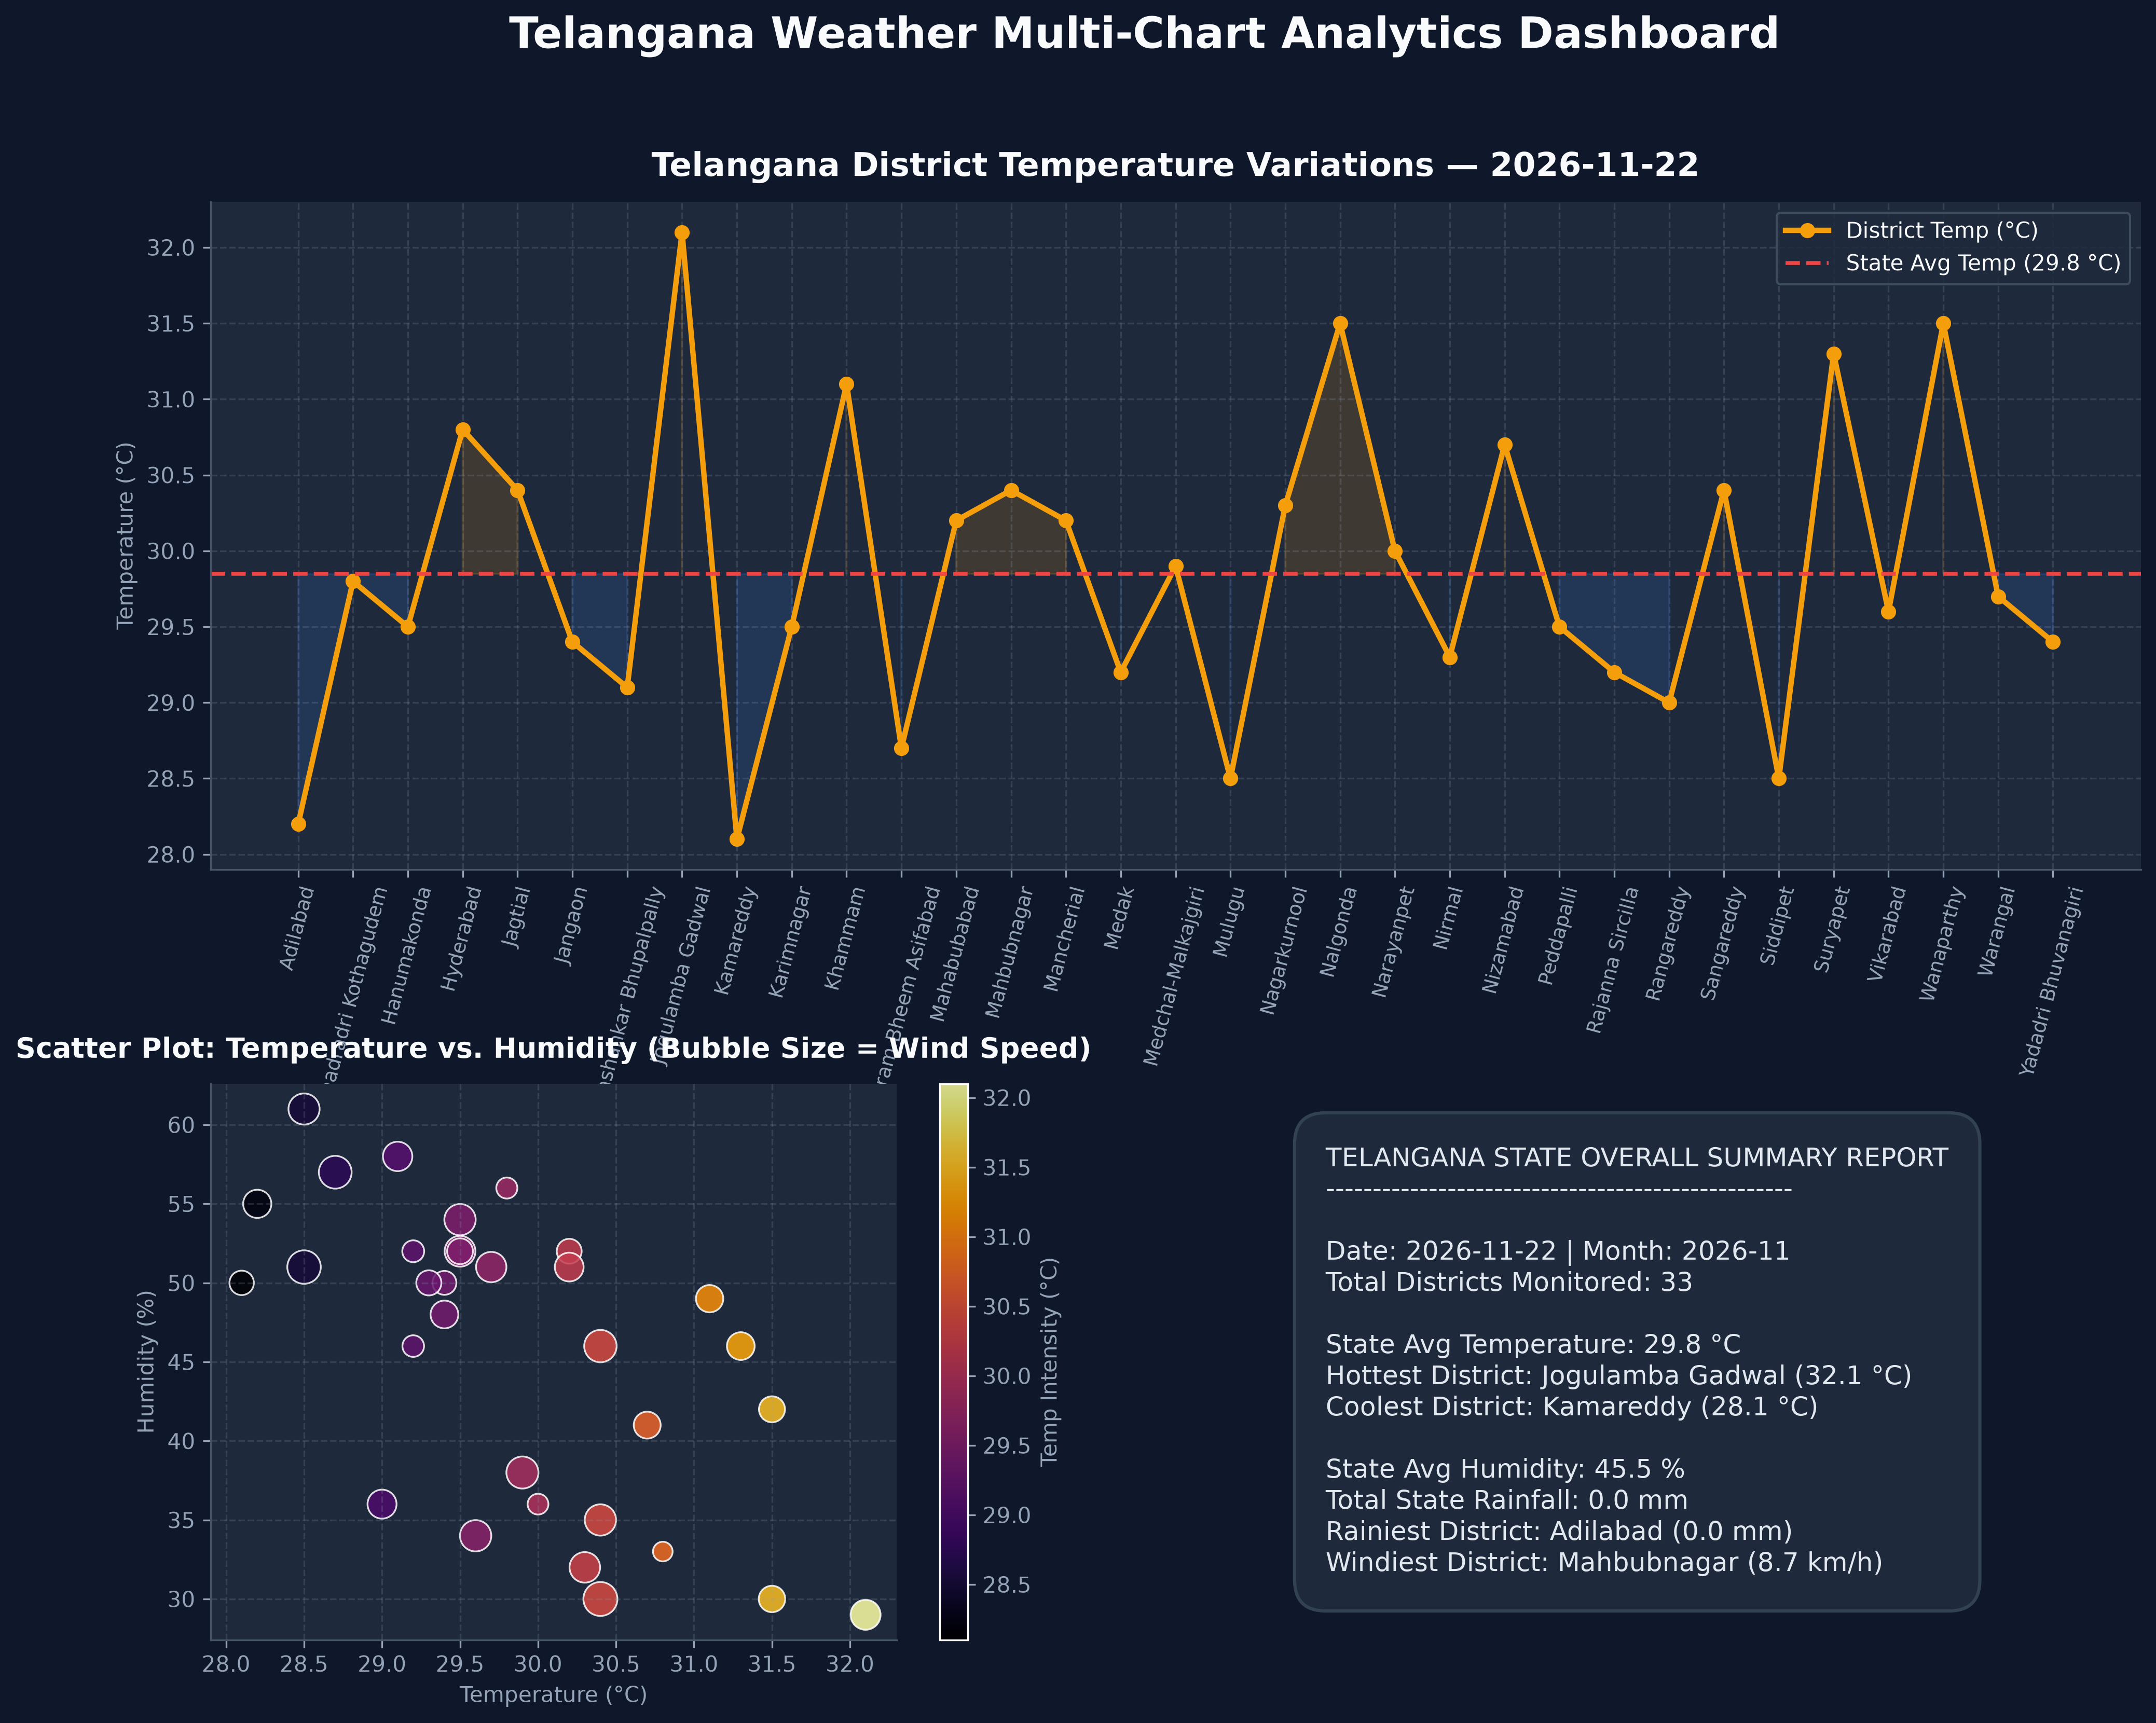 Telangana Weather Multi-Chart Analytics Dashboard
Telangana District Temperature Variations — 2026-11-22
District Temp (°C)
State Avg Temp (29.8 °C)
Temperature (°C)
32.0
31.5
31.0
30.5
30.0
29.5
29.0
28.5
28.0
Adilabad
adradri Kothagudem
Hanumakonda
Hyderabad
Jagtial
Jangaon
ashankar Bhupalpally
Jogulamba Gadwal
Kamareddy
Karimnagar
Khammam
ram Bheem Asifabad
Mahabubabad
Mahbubnagar
Mancherial
Medak
Medchal-Malkajgiri
Mulugu
Nagarkurnool
Nalgonda
Narayanpet
Nirmal
Nizamabad
Peddapalli
Rajanna Sircilla
Rangareddy
Sangareddy
Siddipet
Suryapet
Vikarabad
Wanaparthy
Warangal
Yadadri Bhuvanagiri
Scatter Plot: Temperature vs. Humidity (Bubble Size = Wind Speed)
Humidity (%)
60
55
50
45
40
35
30
28.0
28.5
29.0
29.5
30.0
30.5
31.0
31.5
32.0
Temperature (°C)
32.0
31.5
31.0
30.5
30.0
29.5
29.0
28.5
Temp Intensity (°C)
TELANGANA STATE OVERALL SUMMARY REPORT
--------------------------------------------------
Date: 2026-11-22 | Month: 2026-11
Total Districts Monitored: 33
State Avg Temperature: 29.8 °C
Hottest District: Jogulamba Gadwal (32.1 °C)
Coolest District: Kamareddy (28.1 °C)
State Avg Humidity: 45.5 %
Total State Rainfall: 0.0 mm
Rainiest District: Adilabad (0.0 mm)
Windiest District: Mahbubnagar (8.7 km/h)